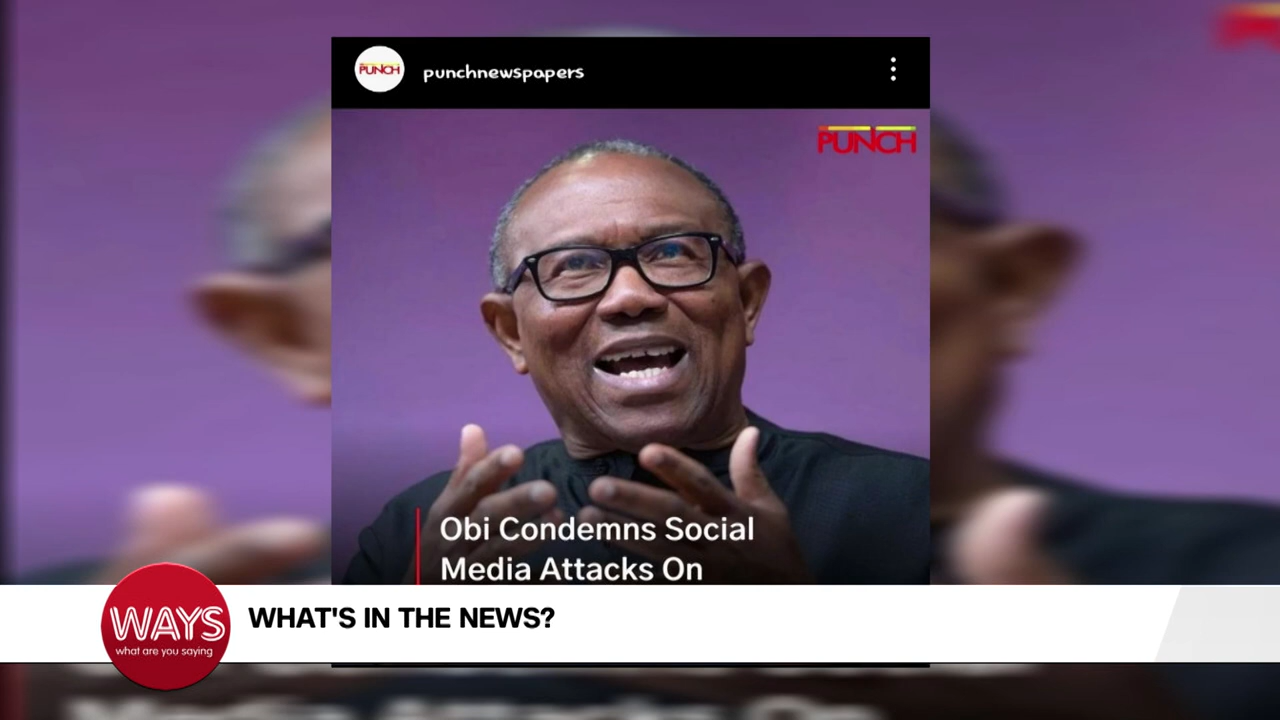 PUNCH
punchnewspapers
PUNCH
Obi Condemns Social
Media Attacks On
WAYS
what are you saying
WHAT'S IN THE NEWS?